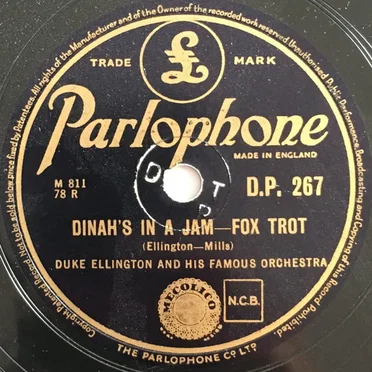 All rights of the Manufacturer and of the Owner of the recorded work reserved Unauthorised Public Performance, Broadcasting and Copying of this Record Prohibited.
TRADE MARK
£
Parlophone
MADE IN ENGLAND
M 811
78 R
D.P. 267
DINAH'S IN A JAM—FOX TROT
(Ellington—Mills)
DUKE ELLINGTON AND HIS FAMOUS ORCHESTRA
MECOLICO
N.C.B.
Copyright Patented Record Not to be sold below price fixed by Patentees.
THE PARLOPHONE Co LTD